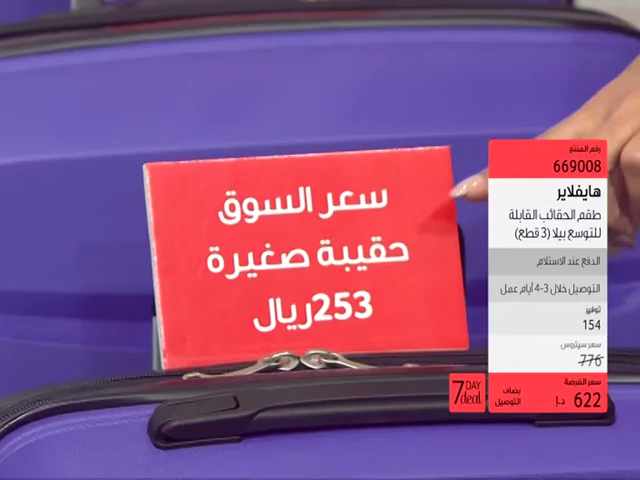 سعر السوق
حقيبة صغيرة
253ريال
رقم المنتج
669008
هايفلاير
طقم الحقائب القابلة
للتوسع بيلا (3 قطع)
الدفع عند الاستلام
التوصيل خلال 3-4 أيام عمل
توفير
154
سعر سيتروس
776
سعر الفرصة
622 د.إ
يضاف
التوصيل
7 DAY
deal